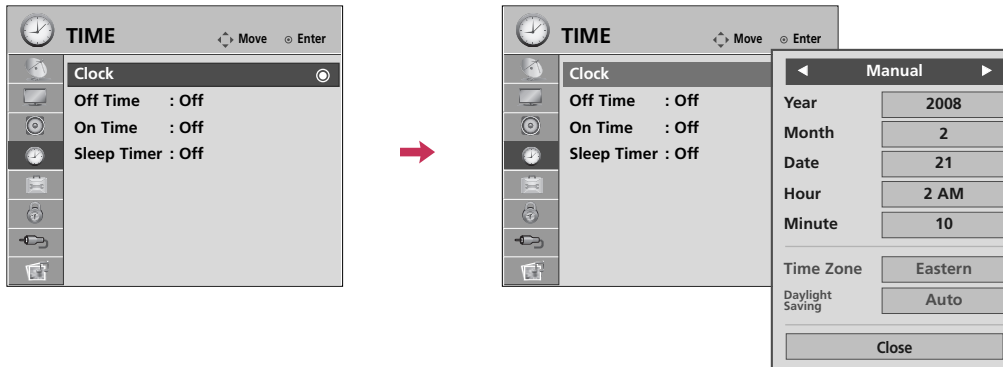 TIME Move Enter
Clock
Off Time : Off
On Time : Off
Sleep Timer : Off
TIME Move Enter
Clock
Off Time : Off
On Time : Off
Sleep Timer : Off
Manual
Year 2008
Month 2
Date 21
Hour 2 AM
Minute 10
Time Zone Eastern
Daylight
Saving Auto
Close